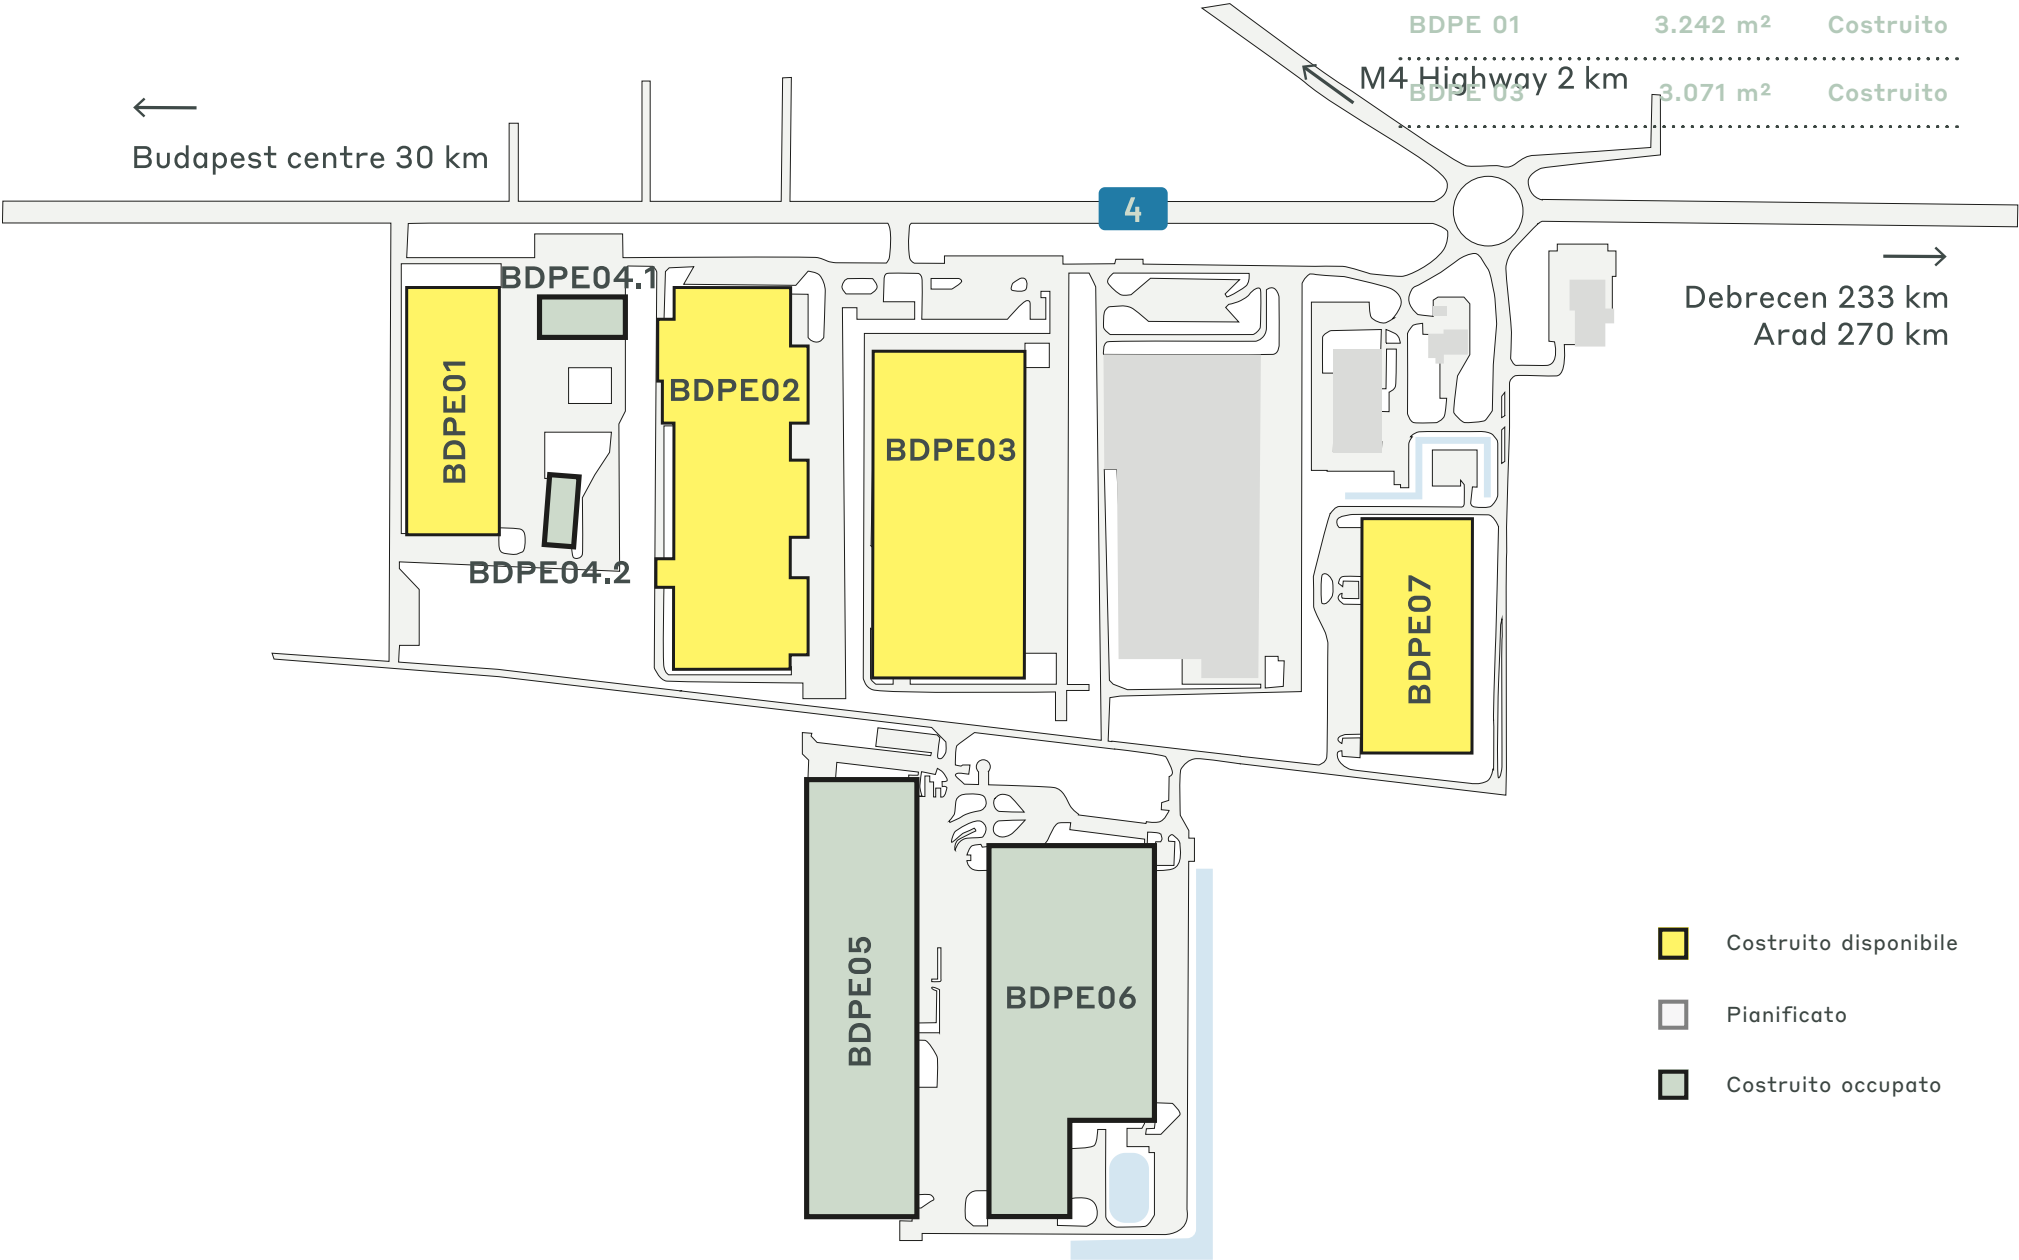 BDPE 01 3.242 m² Costruito
M4 Highway 2 km
BDPE 03 3.071 m² Costruito
Budapest centre 30 km
4
Debrecen 233 km
Arad 270 km
BDPE04.1
BDPE01
BDPE02
BDPE03
BDPE04.2
BDPE07
BDPE05
BDPE06
Costruito disponibile
Pianificato
Costruito occupato